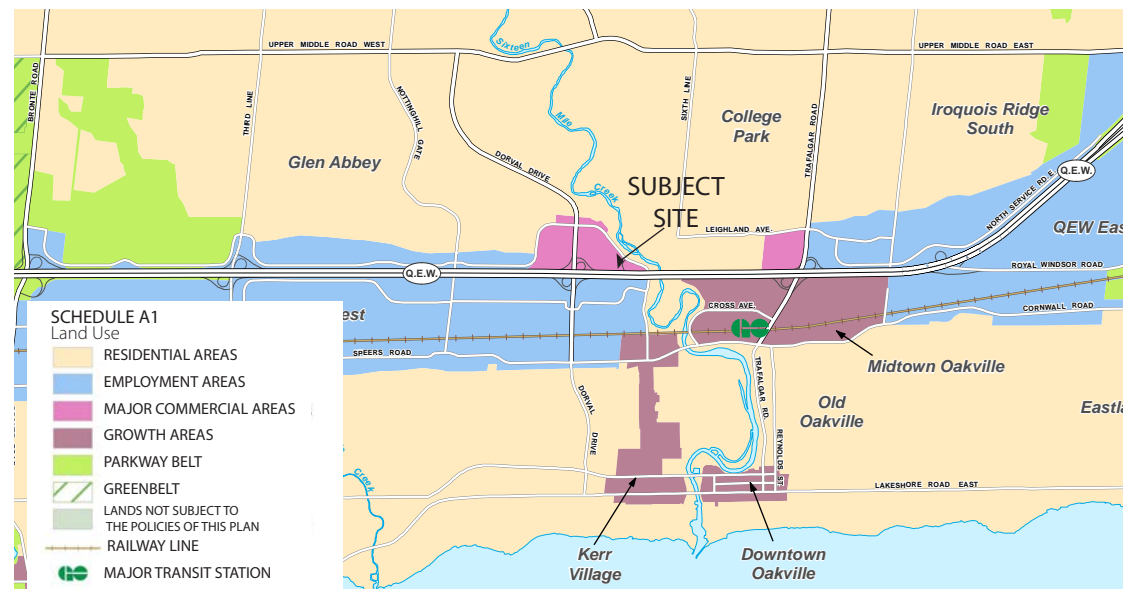 Sixteen
UPPER MIDDLE ROAD WEST
UPPER MIDDLE ROAD EAST
BRONTE ROAD
THIRD LINE
NOTTINGHILL GATE
SIXTH LINE
TRAFALGAR ROAD
College
Park
Iroquois Ridge
South
Mile
Glen Abbey
DORVAL DRIVE
Creek
SUBJECT
SITE
Q.E.W.
NORTH SERVICE RD. E.
LEIGHLAND AVE.
QEW Eas
Q.E.W.
ROYAL WINDSOR ROAD
CROSS AVE.
CORNWALL ROAD
est
SPEERS ROAD
GO
Midtown Oakville
TRAFALGAR RD.
DORVAL DRIVE
Old
Oakville
Eastla
REYNOLDS ST
LAKESHORE ROAD EAST
Creek
Kerr
Village
Downtown
Oakville
SCHEDULE A1
Land Use
RESIDENTIAL AREAS
EMPLOYMENT AREAS
MAJOR COMMERCIAL AREAS
GROWTH AREAS
PARKWAY BELT
GREENBELT
LANDS NOT SUBJECT TO
THE POLICIES OF THIS PLAN
RAILWAY LINE
GO MAJOR TRANSIT STATION